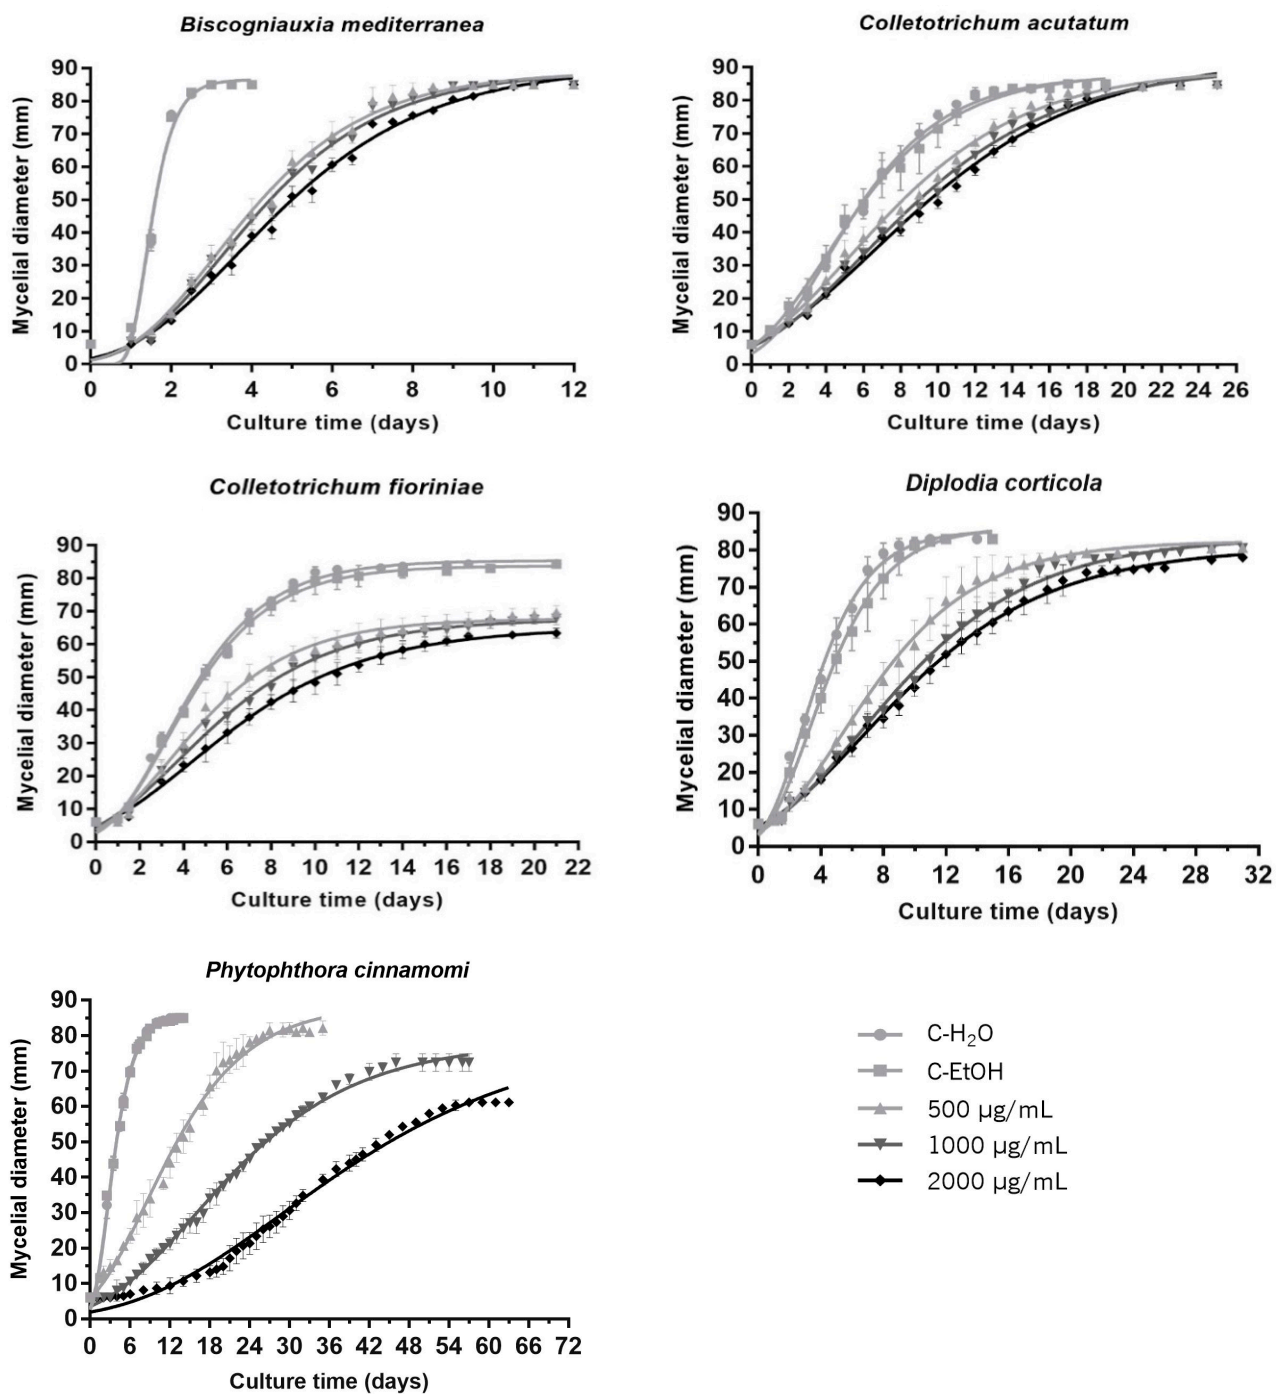 Biscogniauxia mediterranea
Mycelial diameter (mm)
90
80
70
60
50
40
30
20
10
0
0 2 4 6 8 10 12
Culture time (days)
Colletotrichum acutatum
Mycelial diameter (mm)
90
80
70
60
50
40
30
20
10
0
0 2 4 6 8 10 12 14 16 18 20 22 24 26
Culture time (days)
Colletotrichum fioriniae
Mycelial diameter (mm)
90
80
70
60
50
40
30
20
10
0
0 2 4 6 8 10 12 14 16 18 20 22
Culture time (days)
Diplodia corticola
Mycelial diameter (mm)
90
80
70
60
50
40
30
20
10
0
0 4 8 12 16 20 24 28 32
Culture time (days)
Phytophthora cinnamomi
Mycelial diameter (mm)
90
80
70
60
50
40
30
20
10
0
0 6 12 18 24 30 36 42 48 54 60 66 72
Culture time (days)
C-H₂O
C-EtOH
500 µg/mL
1000 µg/mL
2000 µg/mL